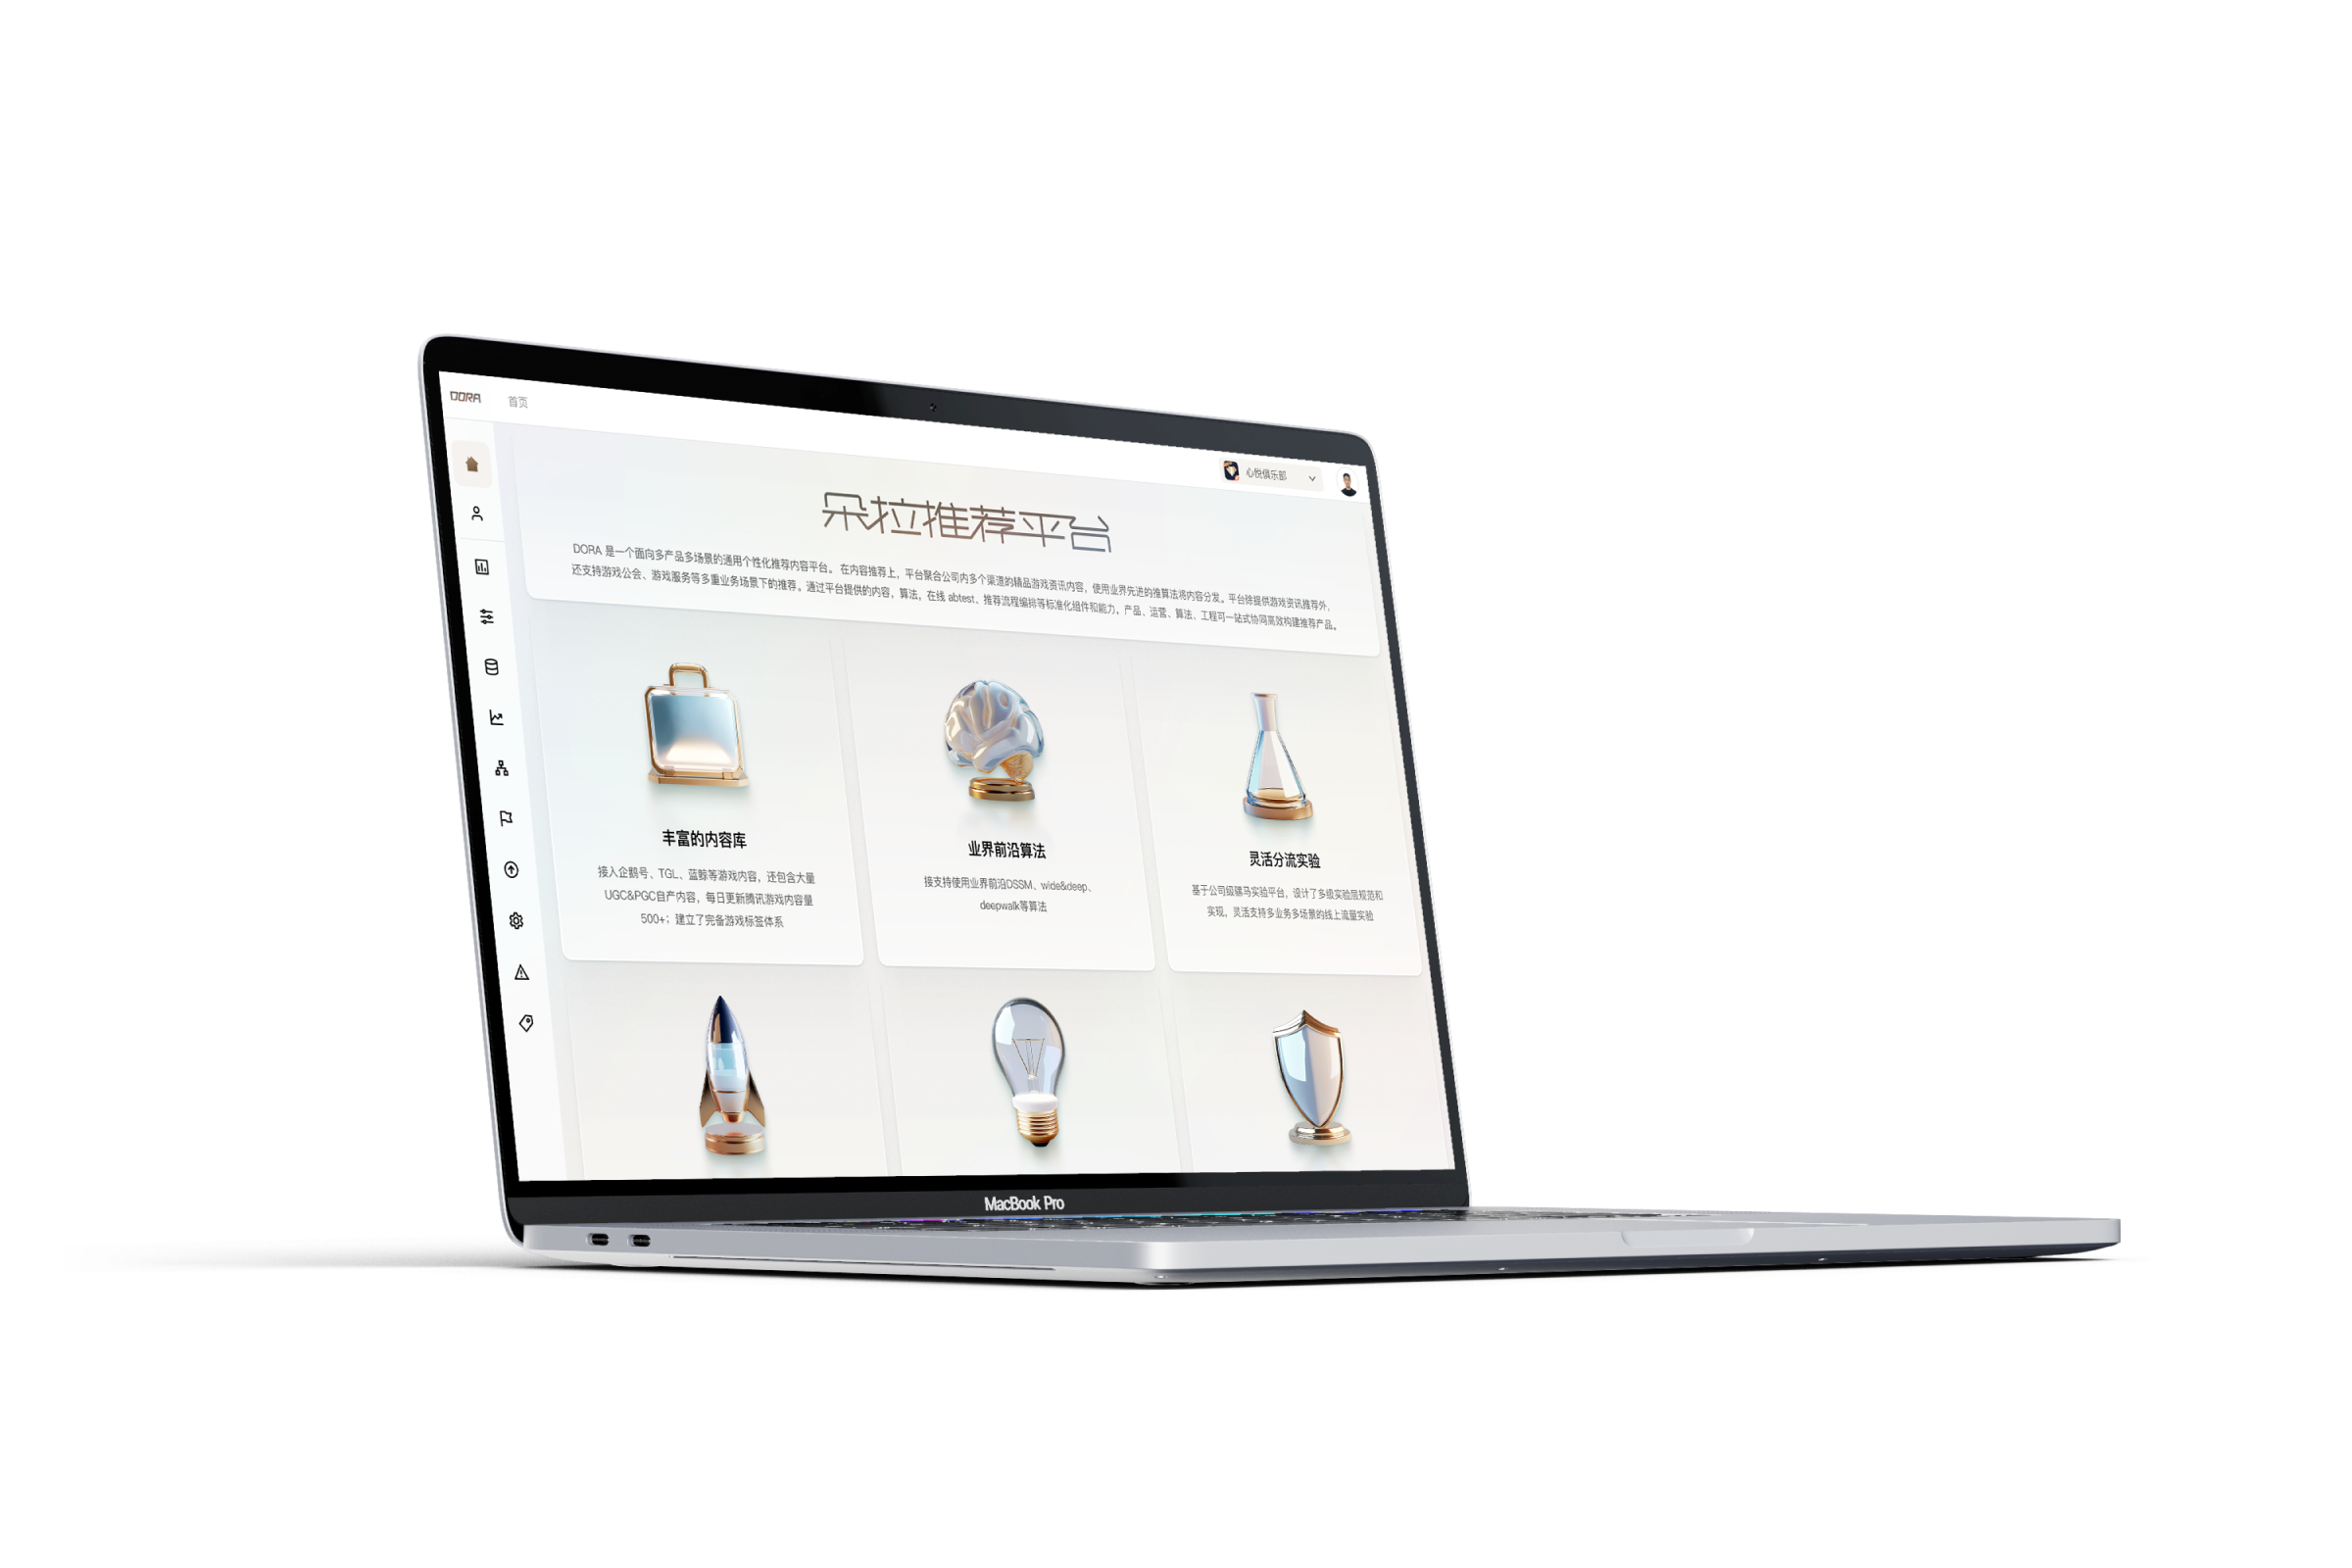 DORA
首页
心悦俱乐部
朵拉推荐平台
DORA 是一个面向多产品多场景的通用个性化推荐内容平台。在内容推荐上，平台聚合公司内多个渠道的精品游戏资讯内容，使用业界先进的推算法将内容分发。平台除提供游戏资讯推荐外，
还支持游戏公会、游戏服务等多重业务场景下的推荐。通过平台提供的内容，算法，在线 abtest、推荐流程编排等标准化组件和能力，产品、运营、算法、工程可一站式协同高效构建推荐产品。
丰富的内容库
接入企鹅号、TGL、蓝鲸等游戏内容，还包含大量
UGC&PGC自产内容，每日更新腾讯游戏内容量
500+；建立了完备游戏标签体系
业界前沿算法
接支持使用业界前沿DSSM、wide&deep、
deepwalk等算法
灵活分流实验
基于公司级骡马实验平台，设计了多级实验层规范和
实现，灵活支持多业务多场景的线上流量实验
MacBook Pro